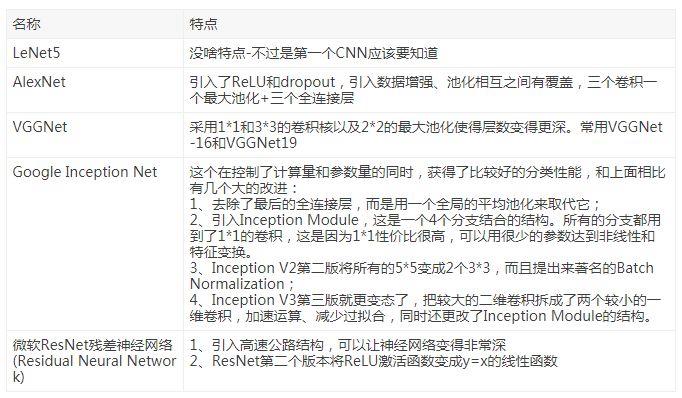 名称 特点
LeNet5 没啥特点-不过是第一个CNN应该要知道
AlexNet 引入了ReLU和dropout，引入数据增强、池化相互之间有覆盖，三个卷积一
个最大池化+三个全连接层
VGGNet 采用1*1和3*3的卷积核以及2*2的最大池化使得层数变得更深。常用VGGNet
-16和VGGNet19
Google Inception Net 这个在控制了计算量和参数量的同时，获得了比较好的分类性能，和上面相比
有几个大的改进：
1、去除了最后的全连接层，而是用一个全局的平均池化来取代它；
2、引入Inception Module，这是一个4个分支结合的结构。所有的分支都用
到了1*1的卷积，这是因为1*1性价比很高，可以用很少的参数达到非线性和
特征变换。
3、Inception V2第二版将所有的5*5变成2个3*3，而且提出来著名的Batch
Normalization；
4、Inception V3第三版就更变态了，把较大的二维卷积拆成了两个较小的一
维卷积，加速运算、减少过拟合，同时还更改了Inception Module的结构。
微软ResNet残差神经网络 1、引入高速公路结构，可以让神经网络变得非常深
(Residual Neural Networ 2、ResNet第二个版本将ReLU激活函数变成y=x的线性函数
k)